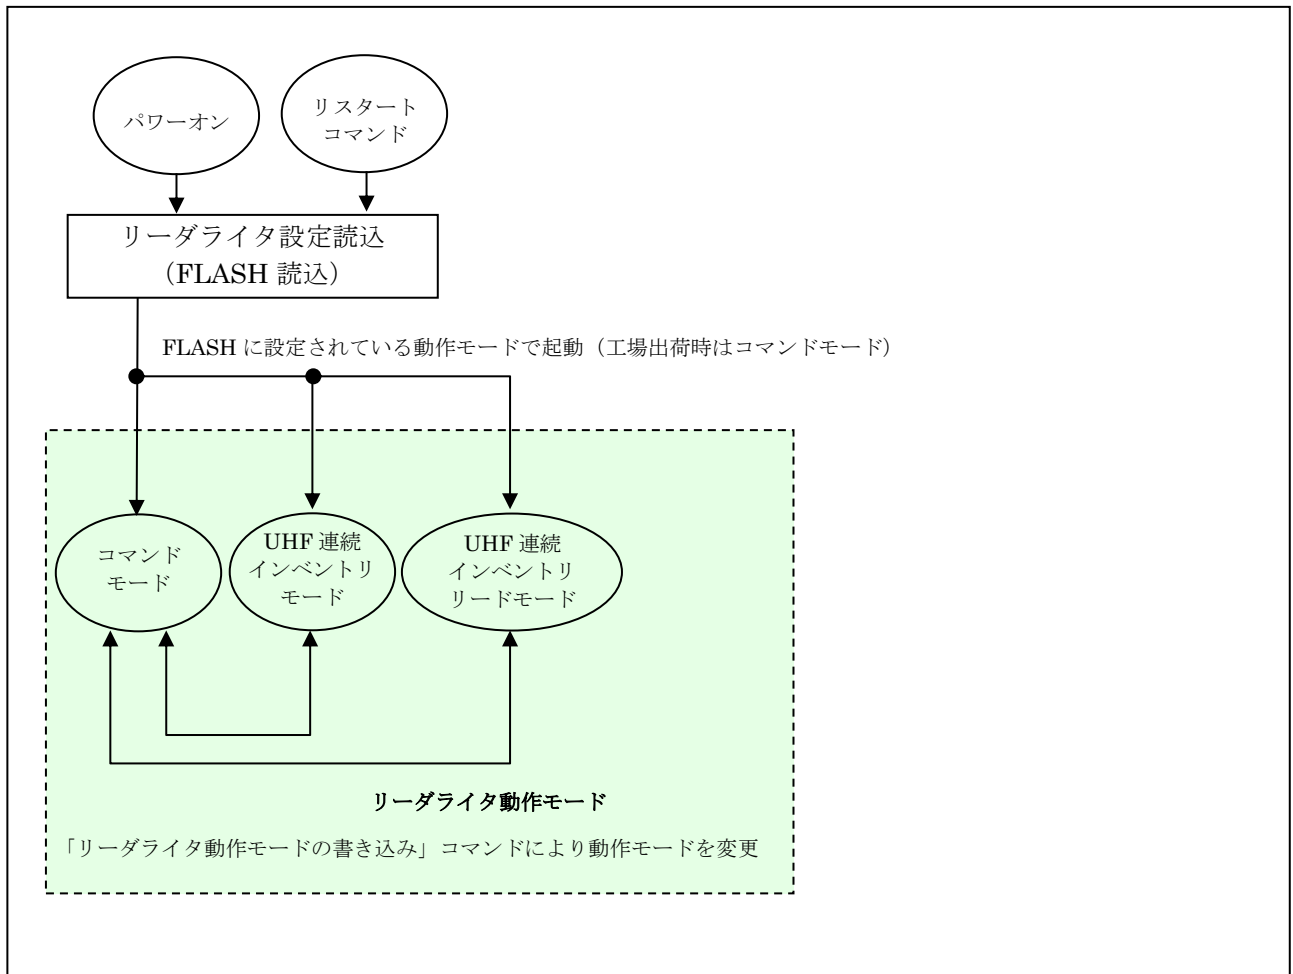 パワーオン
リスタート
コマンド
リーダライタ設定読込
（FLASH 読込）
FLASH に設定されている動作モードで起動（工場出荷時はコマンドモード）
コマンド
モード
UHF 連続
インベントリ
モード
UHF 連続
インベントリ
リードモード
リーダライタ動作モード
「リーダライタ動作モードの書き込み」コマンドにより動作モードを変更